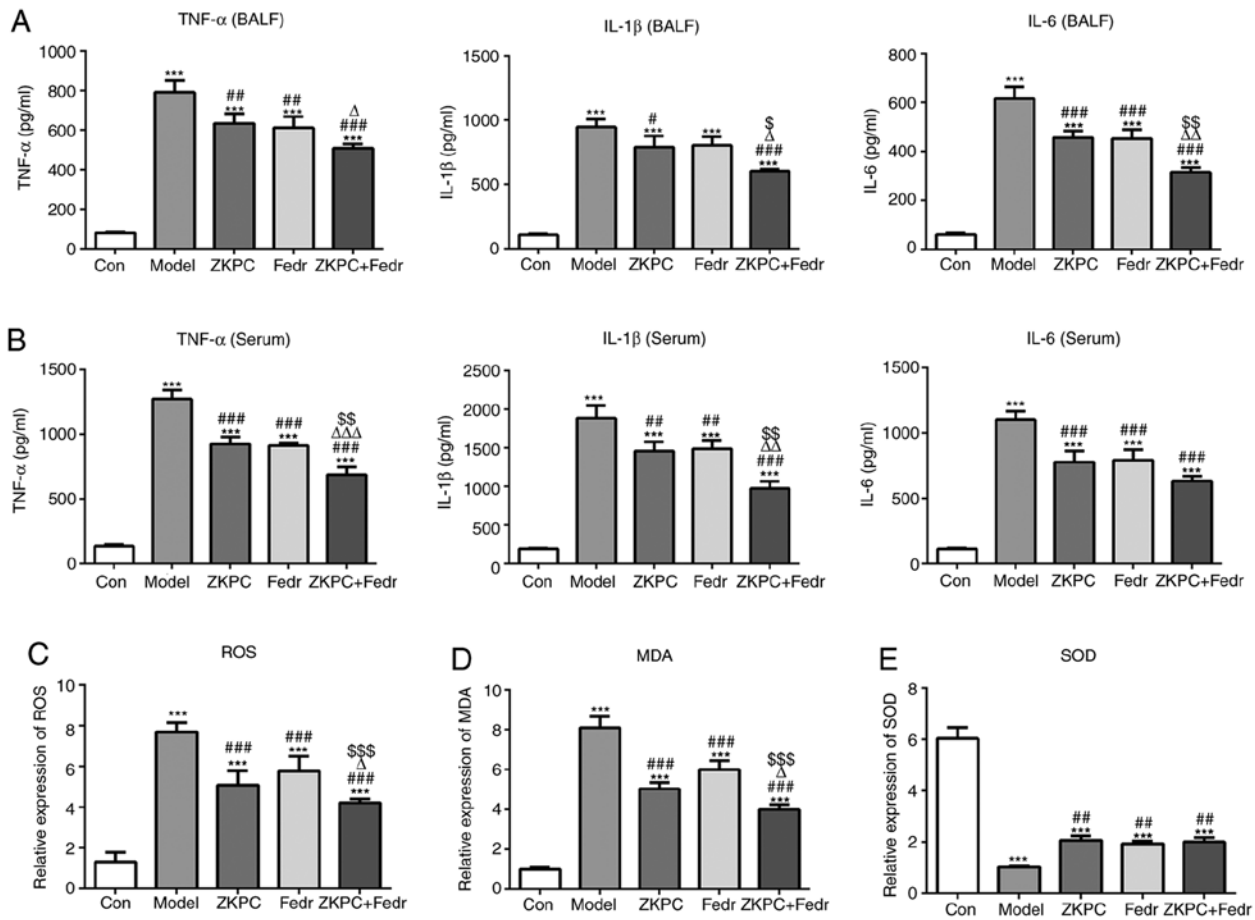 A
TNF-α (BALF)
TNF-α (pg/ml)
1000
800
600
400
200
0
***
##
***
##
***
Δ
###
***
Con Model ZKPC Fedr ZKPC+Fedr
IL-1β (BALF)
IL-1β (pg/ml)
1500
1000
500
0
***
#
***
***
$
Δ
###
***
Con Model ZKPC Fedr ZKPC+Fedr
IL-6 (BALF)
IL-6 (pg/ml)
800
600
400
200
0
***
###
***
###
***
$$
ΔΔ
###
***
Con Model ZKPC Fedr ZKPC+Fedr
B
TNF-α (Serum)
TNF-α (pg/ml)
1500
1000
500
0
***
###
***
###
***
$$
ΔΔΔ
###
***
Con Model ZKPC Fedr ZKPC+Fedr
IL-1β (Serum)
IL-1β (pg/ml)
2500
2000
1500
1000
500
0
***
##
***
##
***
$$
ΔΔ
###
***
Con Model ZKPC Fedr ZKPC+Fedr
IL-6 (Serum)
IL-6 (pg/ml)
1500
1000
500
0
***
###
***
###
***
###
***
Con Model ZKPC Fedr ZKPC+Fedr
C
ROS
Relative expression of ROS
10
8
6
4
2
0
***
###
***
###
***
$$$
Δ
###
***
Con Model ZKPC Fedr ZKPC+Fedr
D
MDA
Relative expression of MDA
10
8
6
4
2
0
***
###
***
###
***
$$$
Δ
###
***
Con Model ZKPC Fedr ZKPC+Fedr
E
SOD
Relative expression of SOD
8
6
4
2
0
***
##
***
##
***
##
***
Con Model ZKPC Fedr ZKPC+Fedr